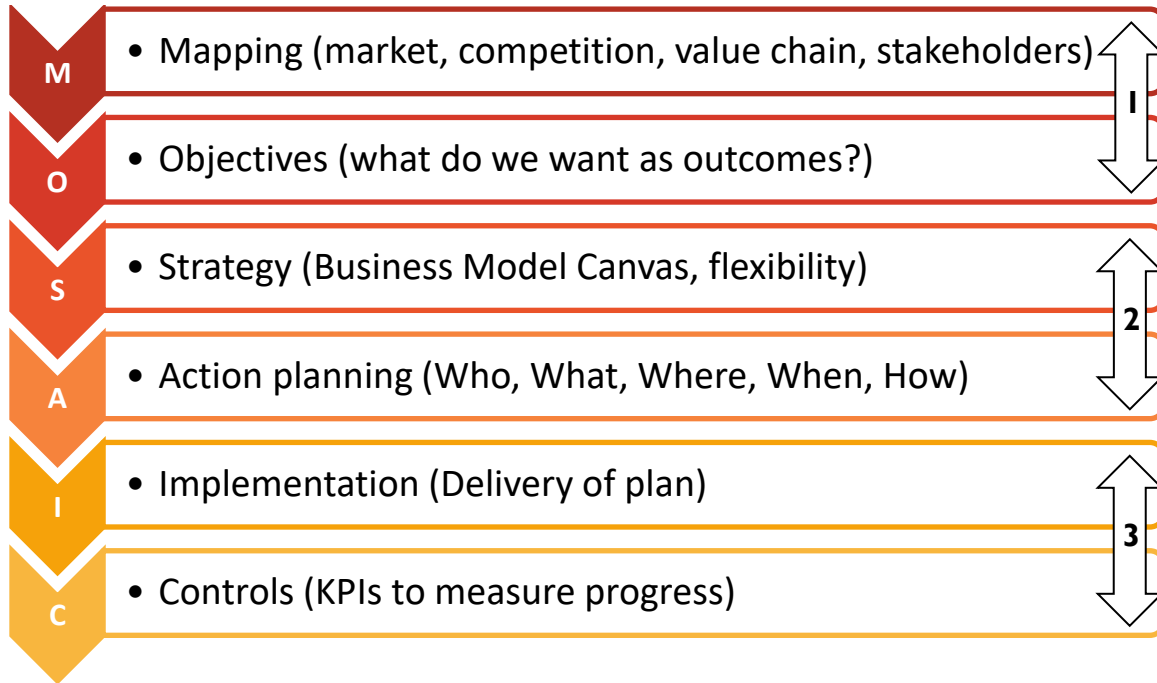 M
• Mapping (market, competition, value chain, stakeholders)
1
O
• Objectives (what do we want as outcomes?)
S
• Strategy (Business Model Canvas, flexibility)
2
A
• Action planning (Who, What, Where, When, How)
I
• Implementation (Delivery of plan)
3
C
• Controls (KPIs to measure progress)